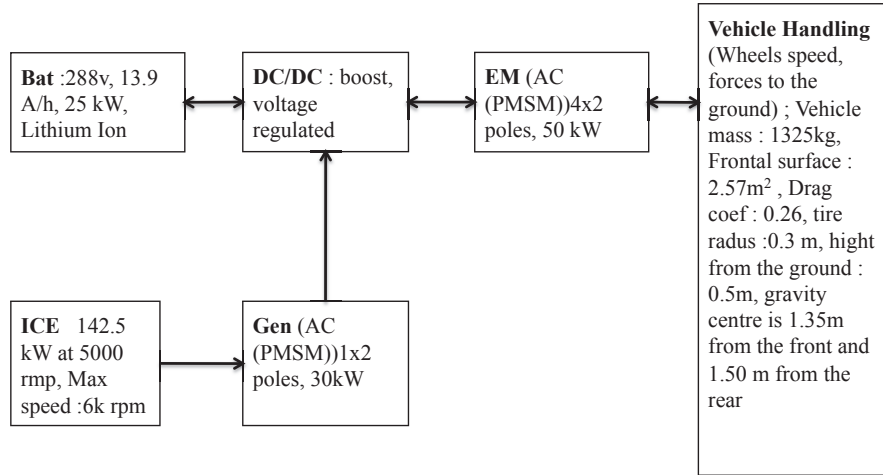 Bat :288v, 13.9
A/h, 25 kW,
Lithium Ion
DC/DC : boost,
voltage
regulated
EM (AC
(PMSM))4x2
poles, 50 kW
Vehicle Handling
(Wheels speed,
forces to the
ground) ; Vehicle
mass : 1325kg,
Frontal surface :
2.57m² , Drag
coef : 0.26, tire
radus :0.3 m, hight
from the ground :
0.5m, gravity
centre is 1.35m
from the front and
1.50 m from the
rear
ICE 142.5
kW at 5000
rmp, Max
speed :6k rpm
Gen (AC
(PMSM))1x2
poles, 30kW